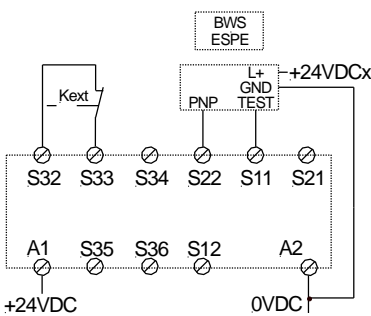 BWS
ESPE
L+
+24VDCx
GND
PNP
TEST
Kext
S32
S33
S34
S22
S11
S21
A1
S35
S36
S12
A2
+24VDC
0VDC